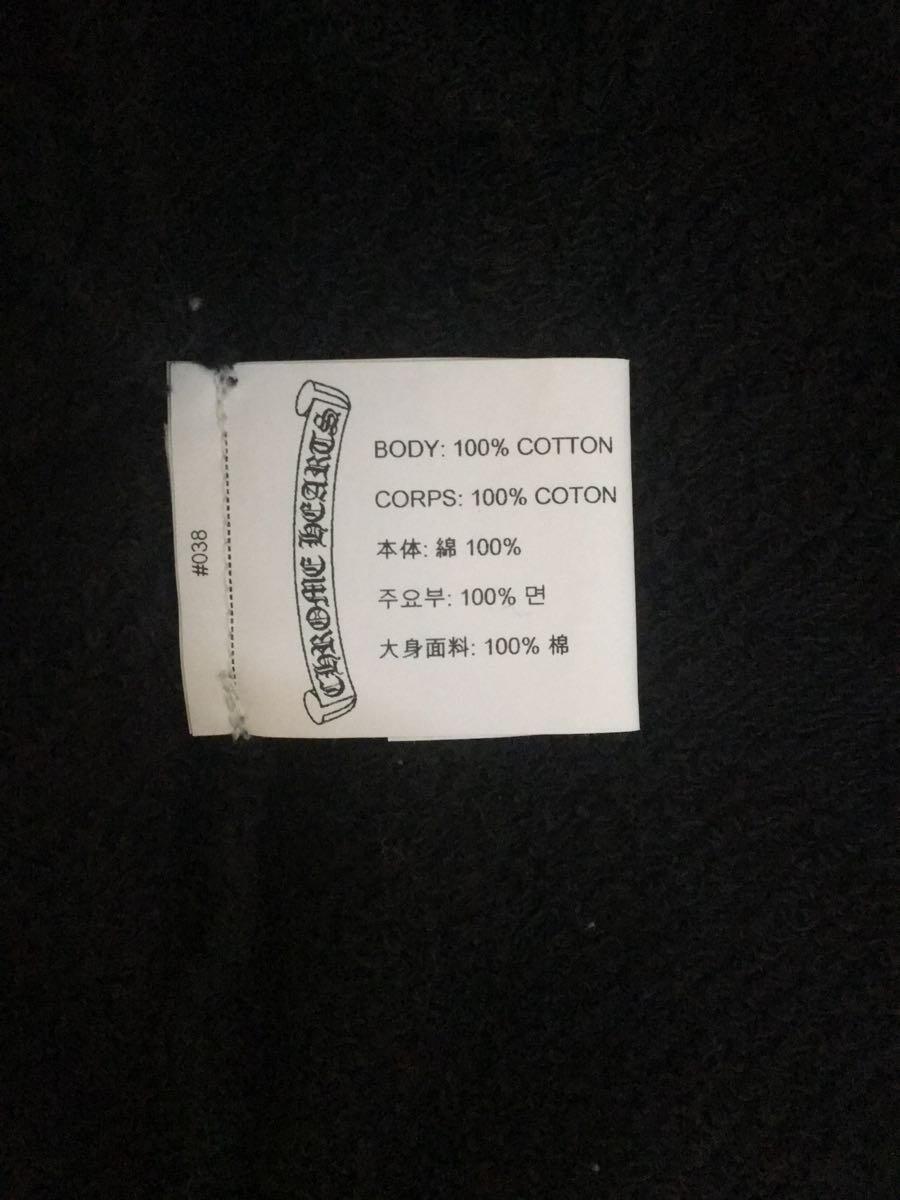 #038
CHROME HEARTS
BODY: 100% COTTON
CORPS: 100% COTON
本体: 綿 100%
주요부: 100% 면
大身面料: 100% 棉